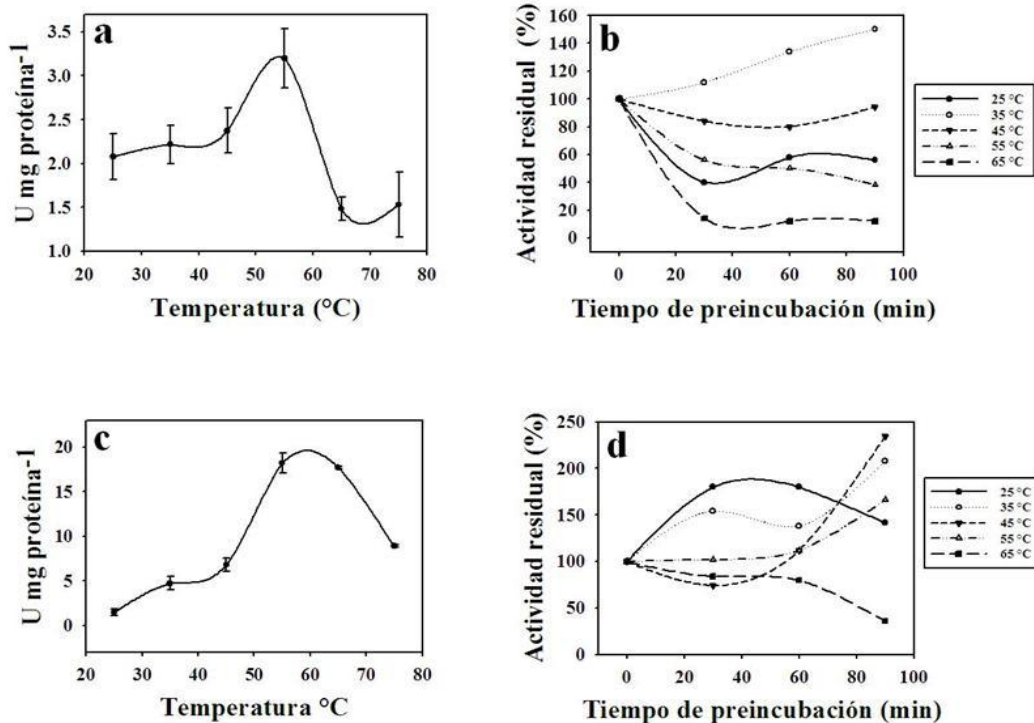 a
U mg proteína-1
3.5
3.0
2.5
2.0
1.5
1.0
20 30 40 50 60 70 80
Temperatura (°C)
b
Actividad residual (%)
160
140
120
100
80
60
40
20
0
0 20 40 60 80 100
Tiempo de preincubación (min)
25 °C
35 °C
45 °C
55 °C
65 °C
c
U mg proteína-1
20
15
10
5
0
20 30 40 50 60 70 80
Temperatura °C
d
Actividad residual (%)
250
200
150
100
50
0
0 20 40 60 80 100
Tiempo de preincubación (min)
25 °C
35 °C
45 °C
55 °C
65 °C